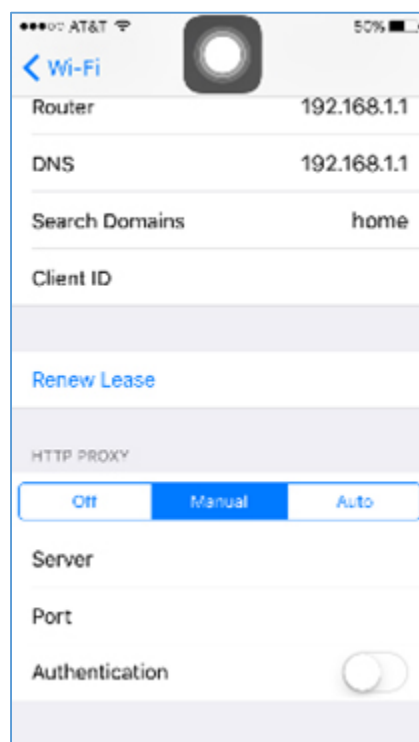 AT&T 50%
Wi-Fi
Router 192.168.1.1
DNS 192.168.1.1
Search Domains home
Client ID
Renew Lease
HTTP PROXY
Off Manual Auto
Server
Port
Authentication